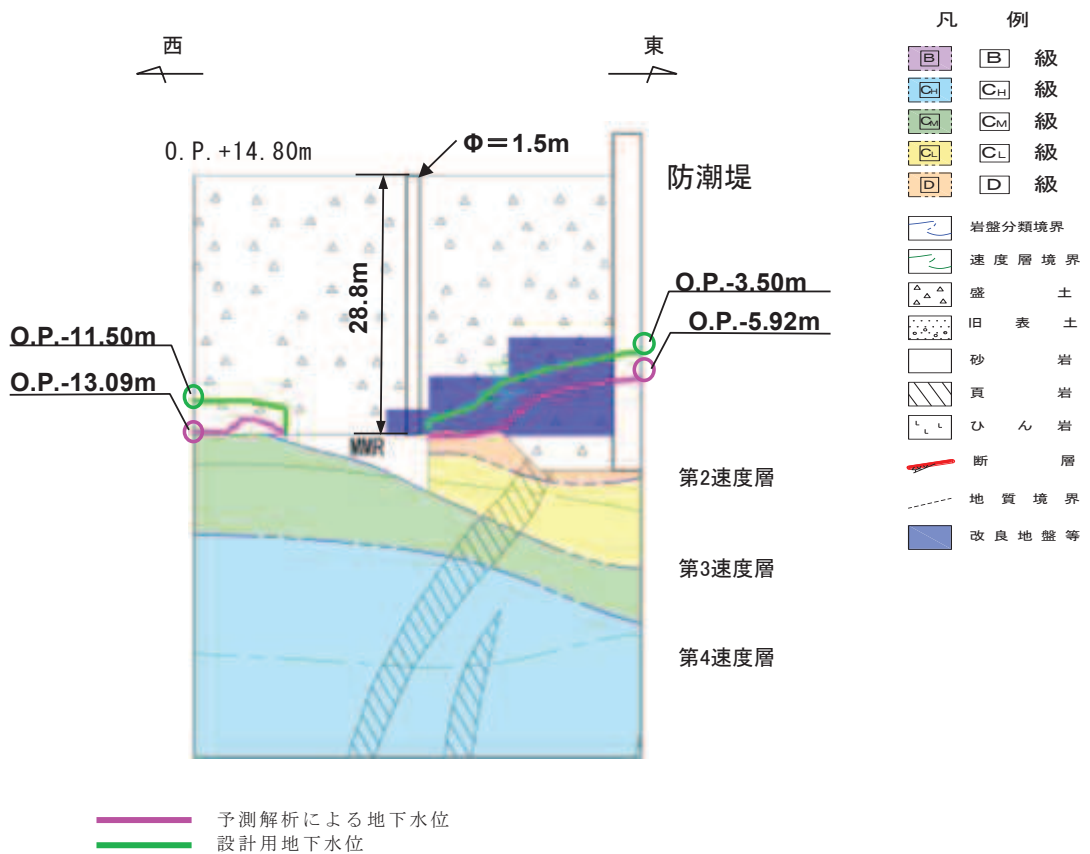 西
東
O.P.+14.80m
Φ＝1.5m
防潮堤
28.8m
O.P.-3.50m
O.P.-5.92m
O.P.-11.50m
O.P.-13.09m
MMR
第2速度層
第3速度層
第4速度層
凡 例
B B 級
CH CH 級
CM CM 級
CL CL 級
D D 級
岩盤分類境界
速度層境界
盛土
旧表土
砂岩
頁岩
ひん岩
断層
地質境界
改良地盤等
予測解析による地下水位
設計用地下水位